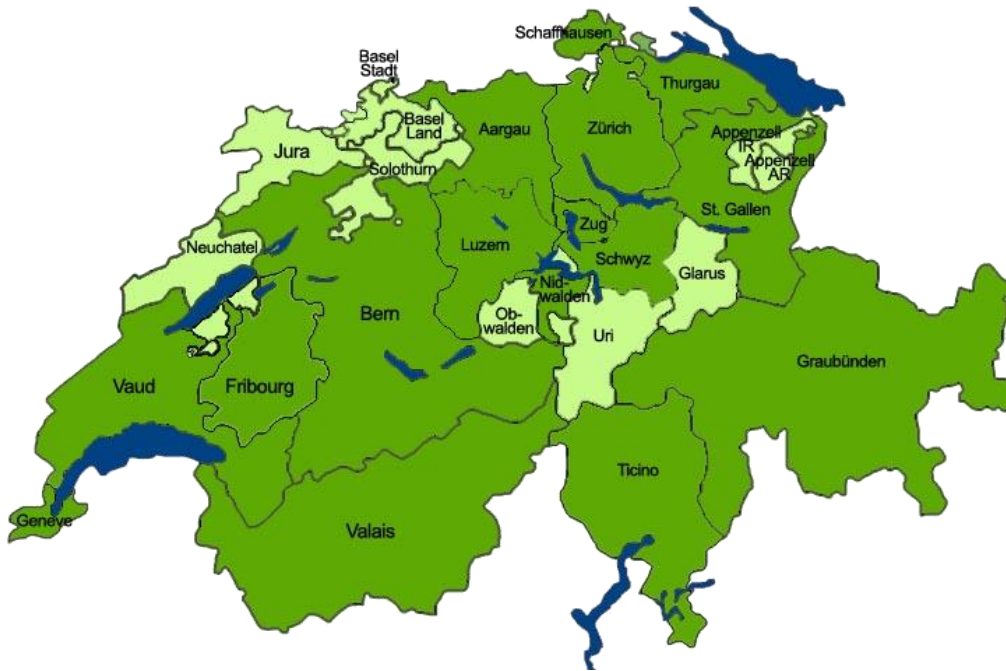 Schaffhausen
Basel
Stadt
Thurgau
Basel
Land
Aargau
Zürich
Appenzell
IR
Jura
Solothurn
Appenzell
AR
St. Gallen
Zug
Neuchatel
Luzern
Schwyz
Glarus
Nid-
walden
Bern
Ob-
walden
Uri
Graubünden
Vaud
Fribourg
Ticino
Geneve
Valais